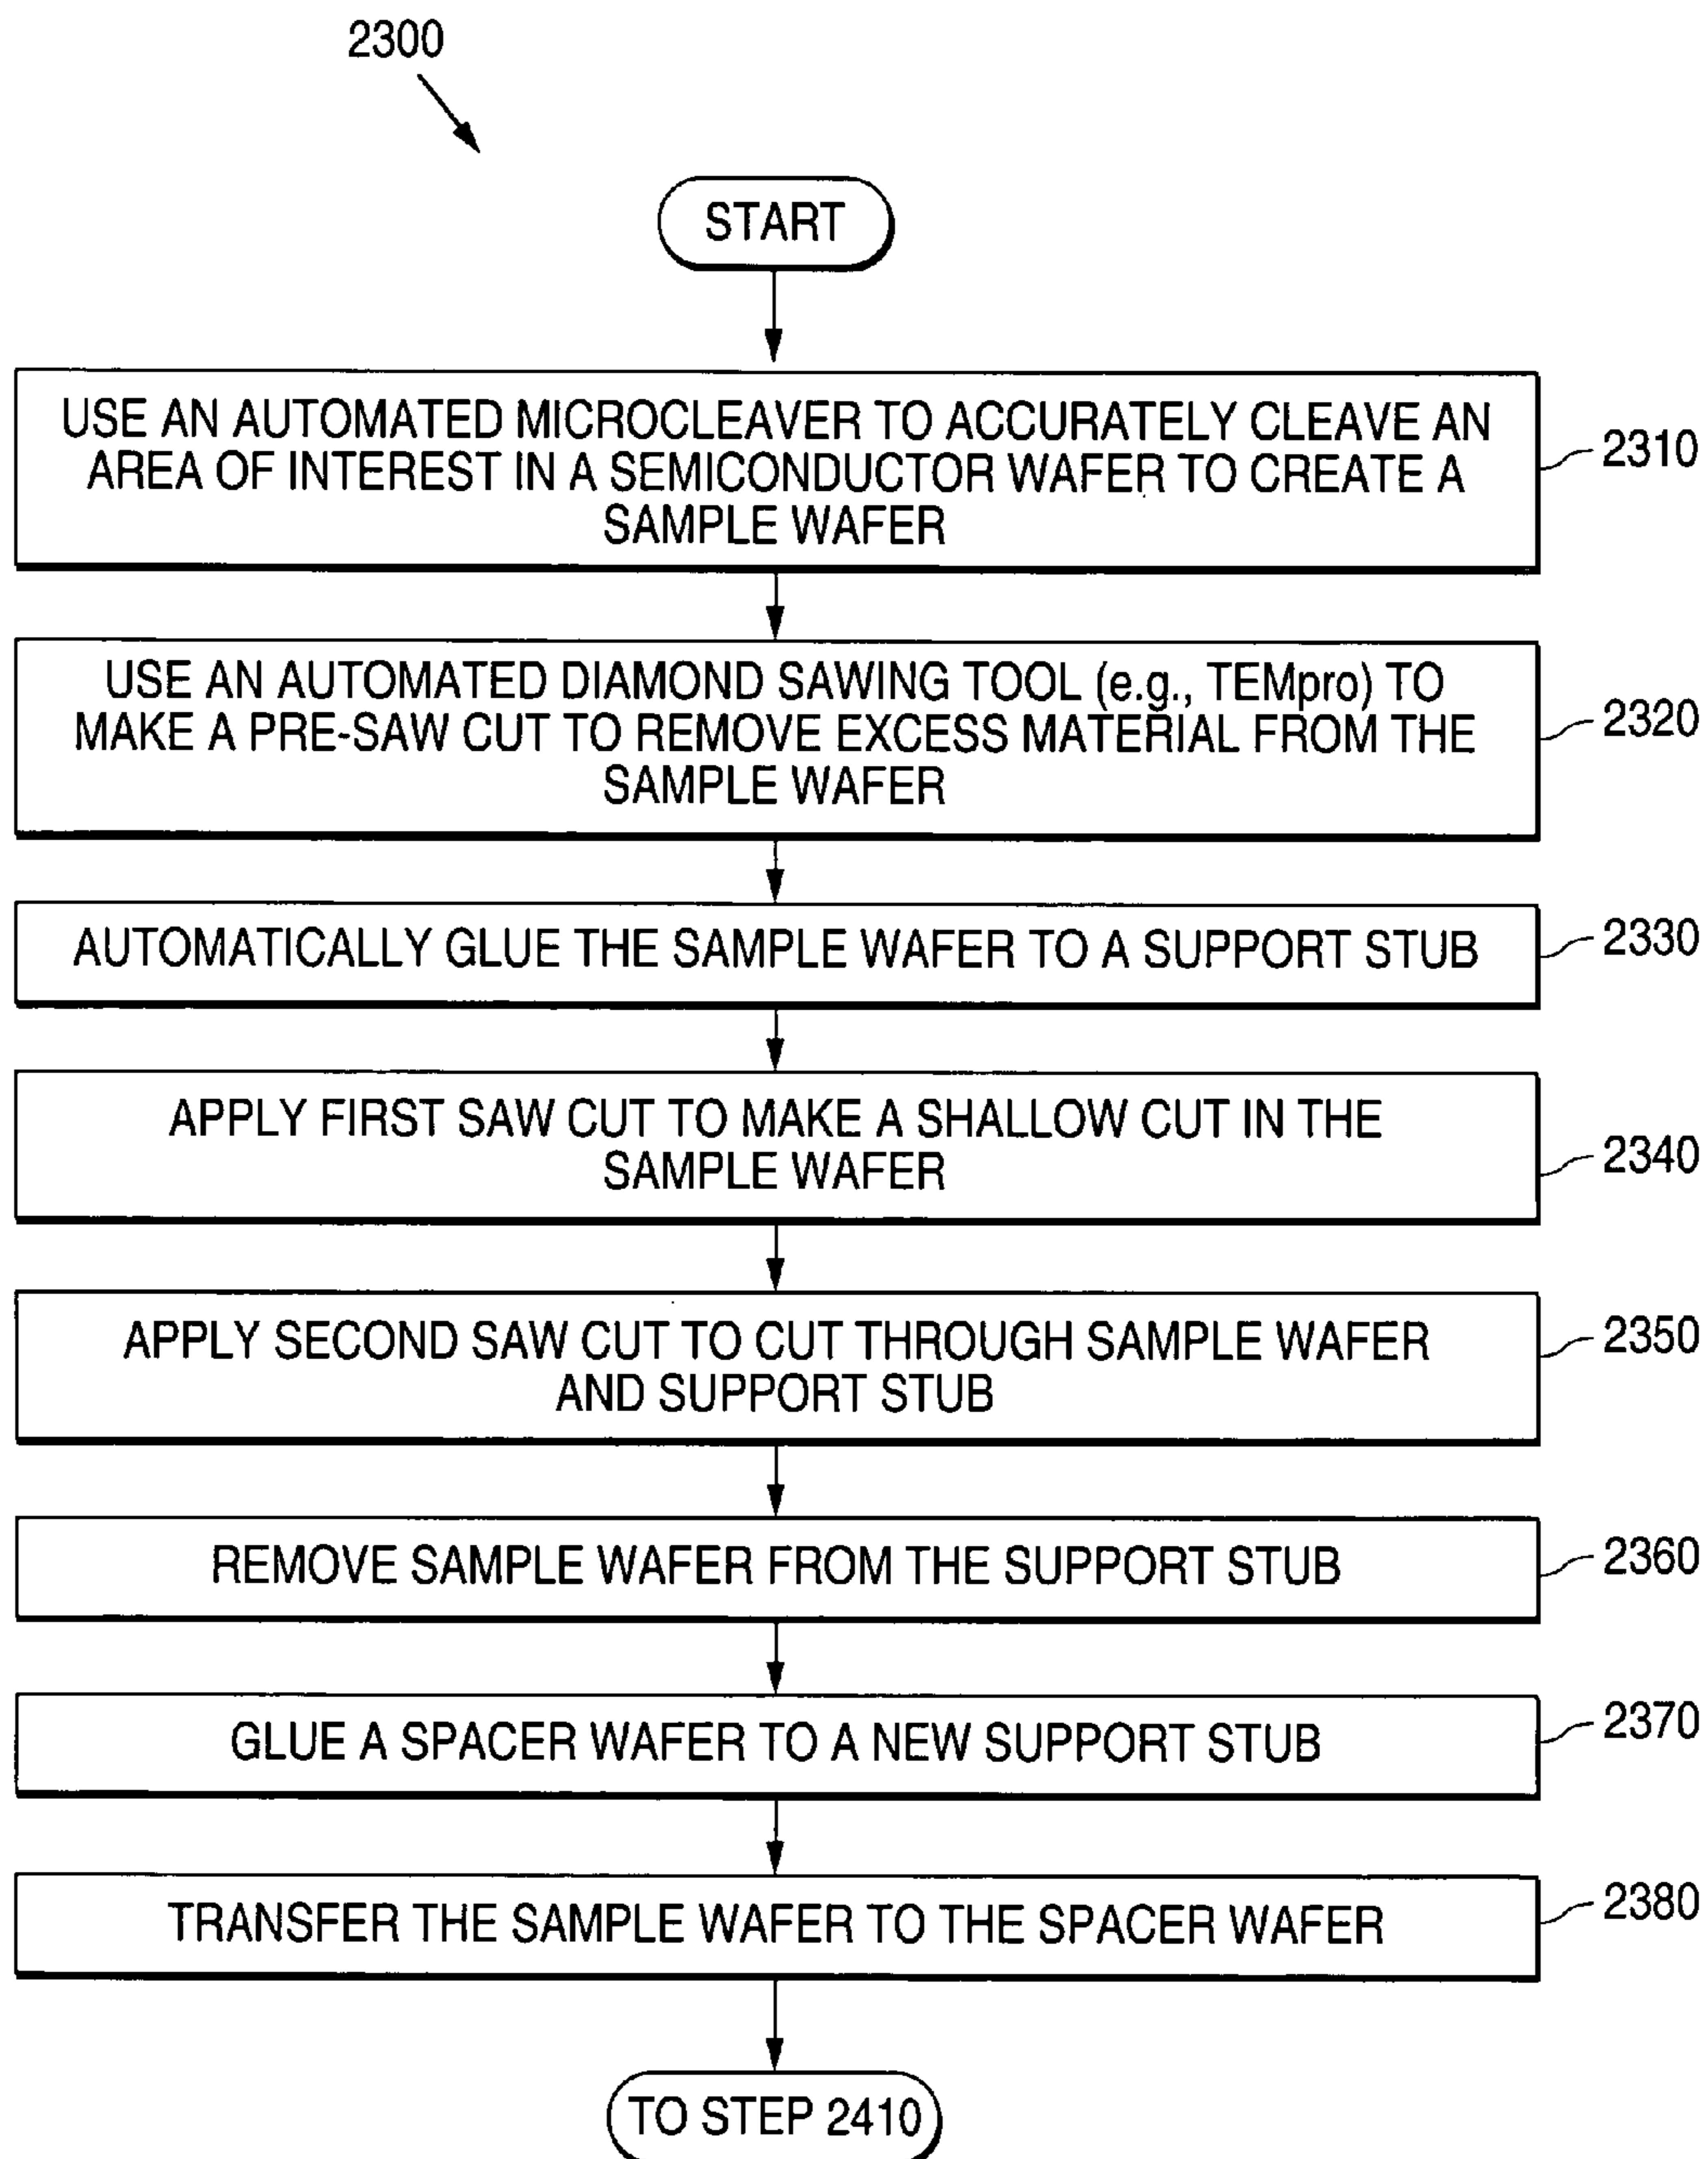 2300
START
USE AN AUTOMATED MICROCLEAVER TO ACCURATELY CLEAVE AN
AREA OF INTEREST IN A SEMICONDUCTOR WAFER TO CREATE A
SAMPLE WAFER
2310
USE AN AUTOMATED DIAMOND SAWING TOOL (e.g., TEMpro) TO
MAKE A PRE-SAW CUT TO REMOVE EXCESS MATERIAL FROM THE
SAMPLE WAFER
2320
AUTOMATICALLY GLUE THE SAMPLE WAFER TO A SUPPORT STUB
2330
APPLY FIRST SAW CUT TO MAKE A SHALLOW CUT IN THE
SAMPLE WAFER
2340
APPLY SECOND SAW CUT TO CUT THROUGH SAMPLE WAFER
AND SUPPORT STUB
2350
REMOVE SAMPLE WAFER FROM THE SUPPORT STUB
2360
GLUE A SPACER WAFER TO A NEW SUPPORT STUB
2370
TRANSFER THE SAMPLE WAFER TO THE SPACER WAFER
2380
TO STEP 2410